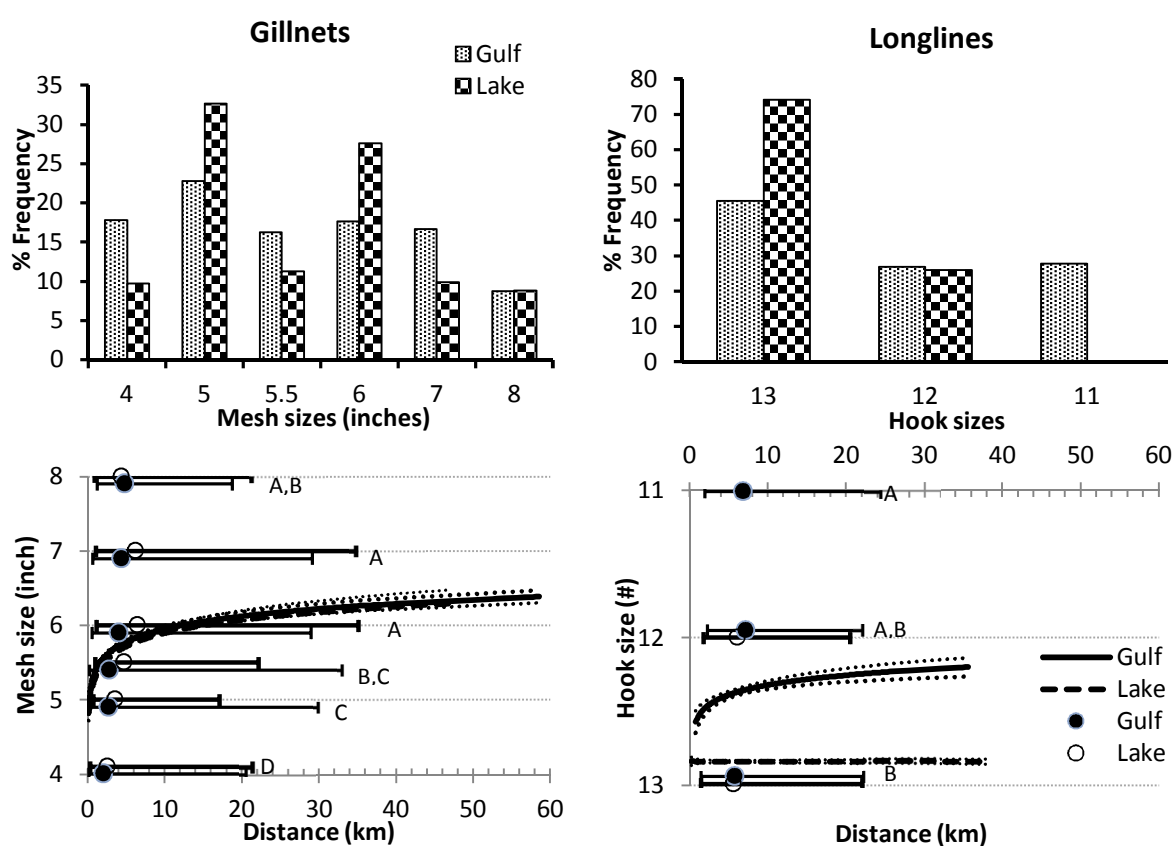 Gillnets
Gulf
Lake
% Frequency
35
30
25
20
15
10
5
0
4 5 5.5 6 7 8
Mesh sizes (inches)
Longlines
% Frequency
80
70
60
50
40
30
20
10
0
13 12 11
Hook sizes
Mesh size (inch)
8
7
6
5
4
A,B
A
A
B,C
C
D
0 10 20 30 40 50 60
Distance (km)
0 10 20 30 40 50 60
Hook size (#)
11
12
13
A
A,B
B
Gulf
Lake
Gulf
Lake
Distance (km)